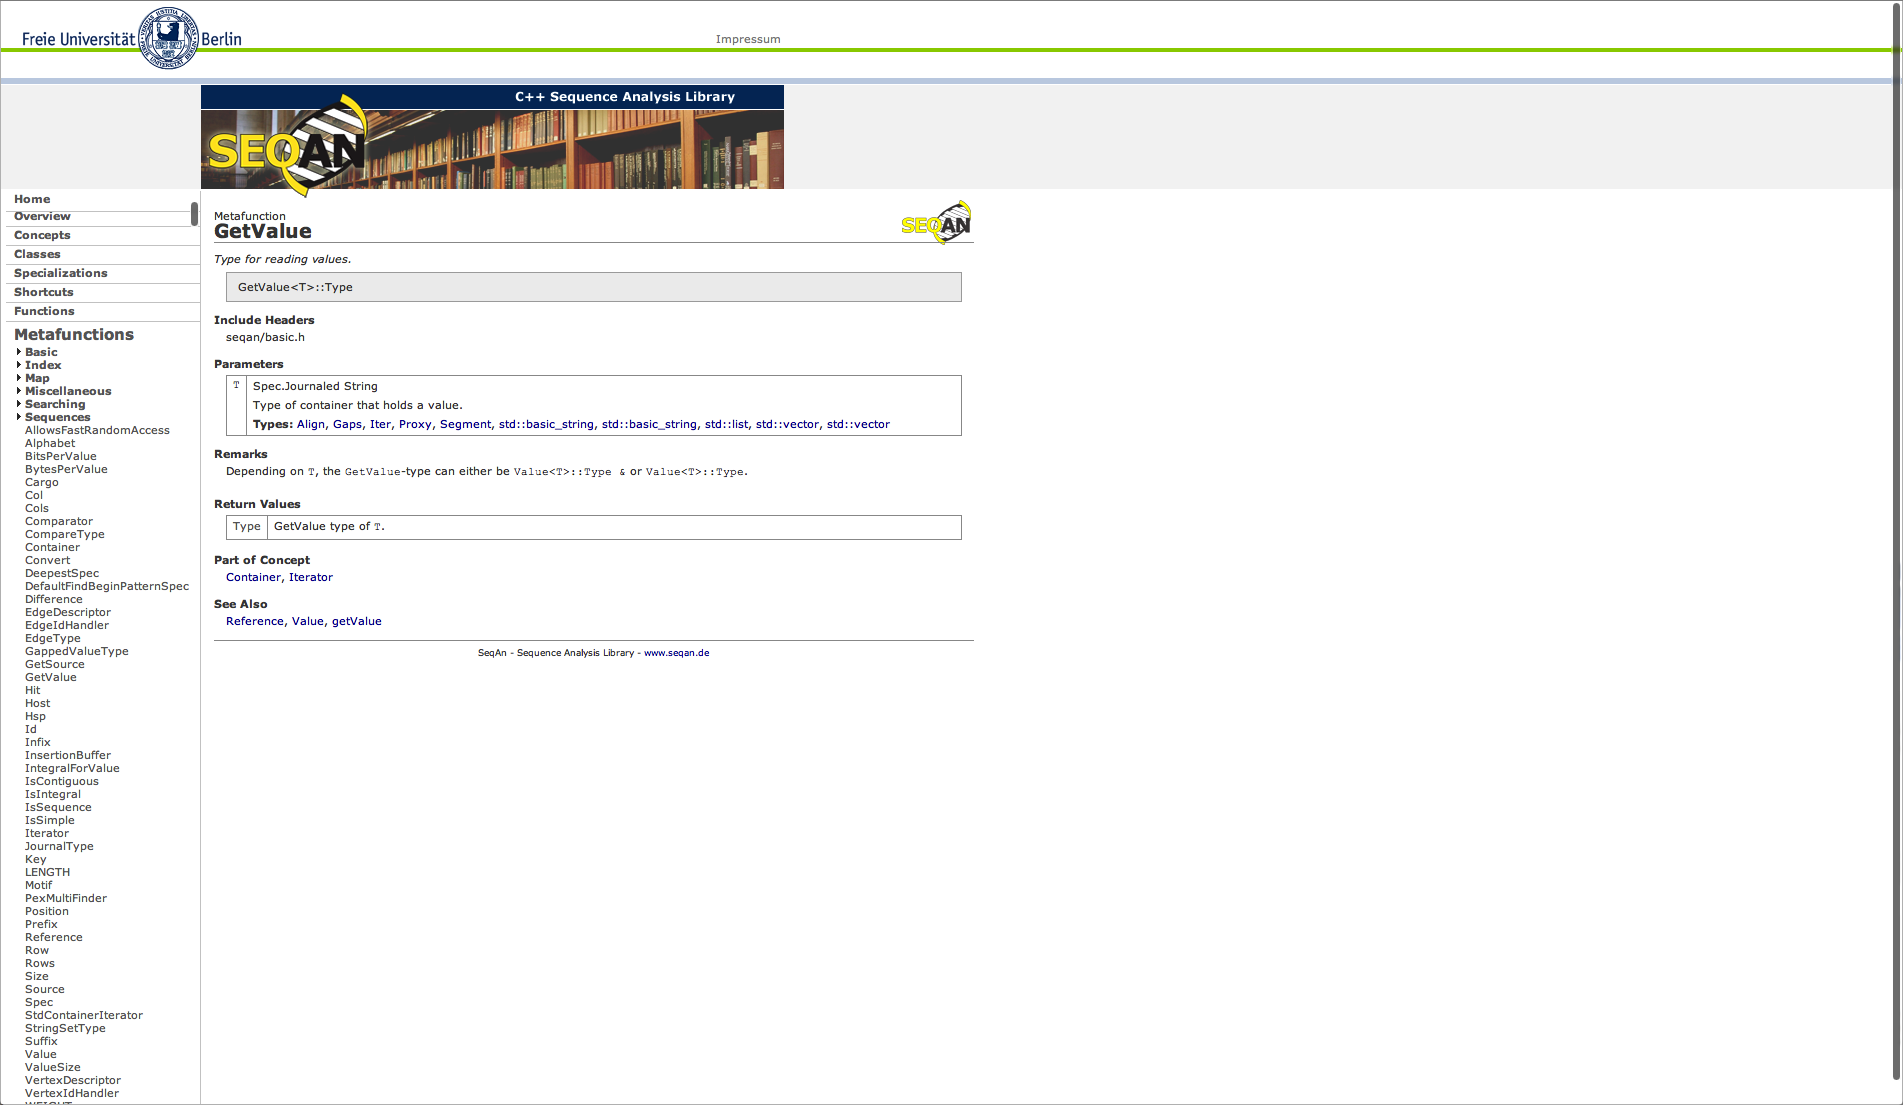 Freie Universität Berlin
Impressum
C++ Sequence Analysis Library
SEQAN
Home
Overview
Concepts
Classes
Specializations
Shortcuts
Functions
Metafunctions
Basic
Index
Map
Miscellaneous
Searching
Sequences
AllowsFastRandomAccess
Alphabet
BitsPerValue
BytesPerValue
Cargo
Col
Cols
Comparator
CompareType
Container
Convert
DeepestSpec
DefaultFindBeginPatternSpec
Difference
EdgeDescriptor
EdgeIdHandler
EdgeType
GappedValueType
GetSource
GetValue
Hit
Host
Hsp
Id
Infix
InsertionBuffer
IntegralForValue
IsContiguous
IsIntegral
IsSequence
IsSimple
Iterator
JournalType
Key
LENGTH
Motif
PexMultiFinder
Position
Prefix
Reference
Row
Rows
Size
Source
Spec
StdContainerIterator
StringSetType
Suffix
Value
ValueSize
VertexDescriptor
VertexIdHandler
Metafunction
GetValue
SEQAN
Type for reading values.
GetValue<T>::Type
Include Headers
seqan/basic.h
Parameters
T Spec.Journaled String
Type of container that holds a value.
Types: Align, Gaps, Iter, Proxy, Segment, std::basic_string, std::basic_string, std::list, std::vector, std::vector
Remarks
Depending on T, the GetValue-type can either be Value<T>::Type & or Value<T>::Type.
Return Values
Type GetValue type of T.
Part of Concept
Container, Iterator
See Also
Reference, Value, getValue
SeqAn - Sequence Analysis Library - www.seqan.de